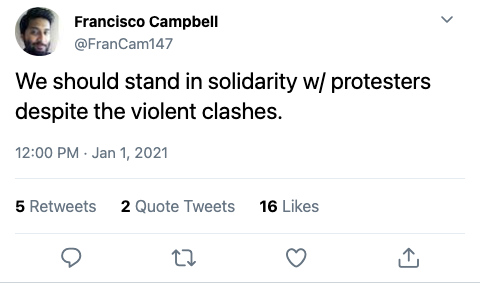 Francisco Campbell
@FranCam147
We should stand in solidarity w/ protesters
despite the violent clashes.
12:00 PM · Jan 1, 2021
5 Retweets 2 Quote Tweets 16 Likes